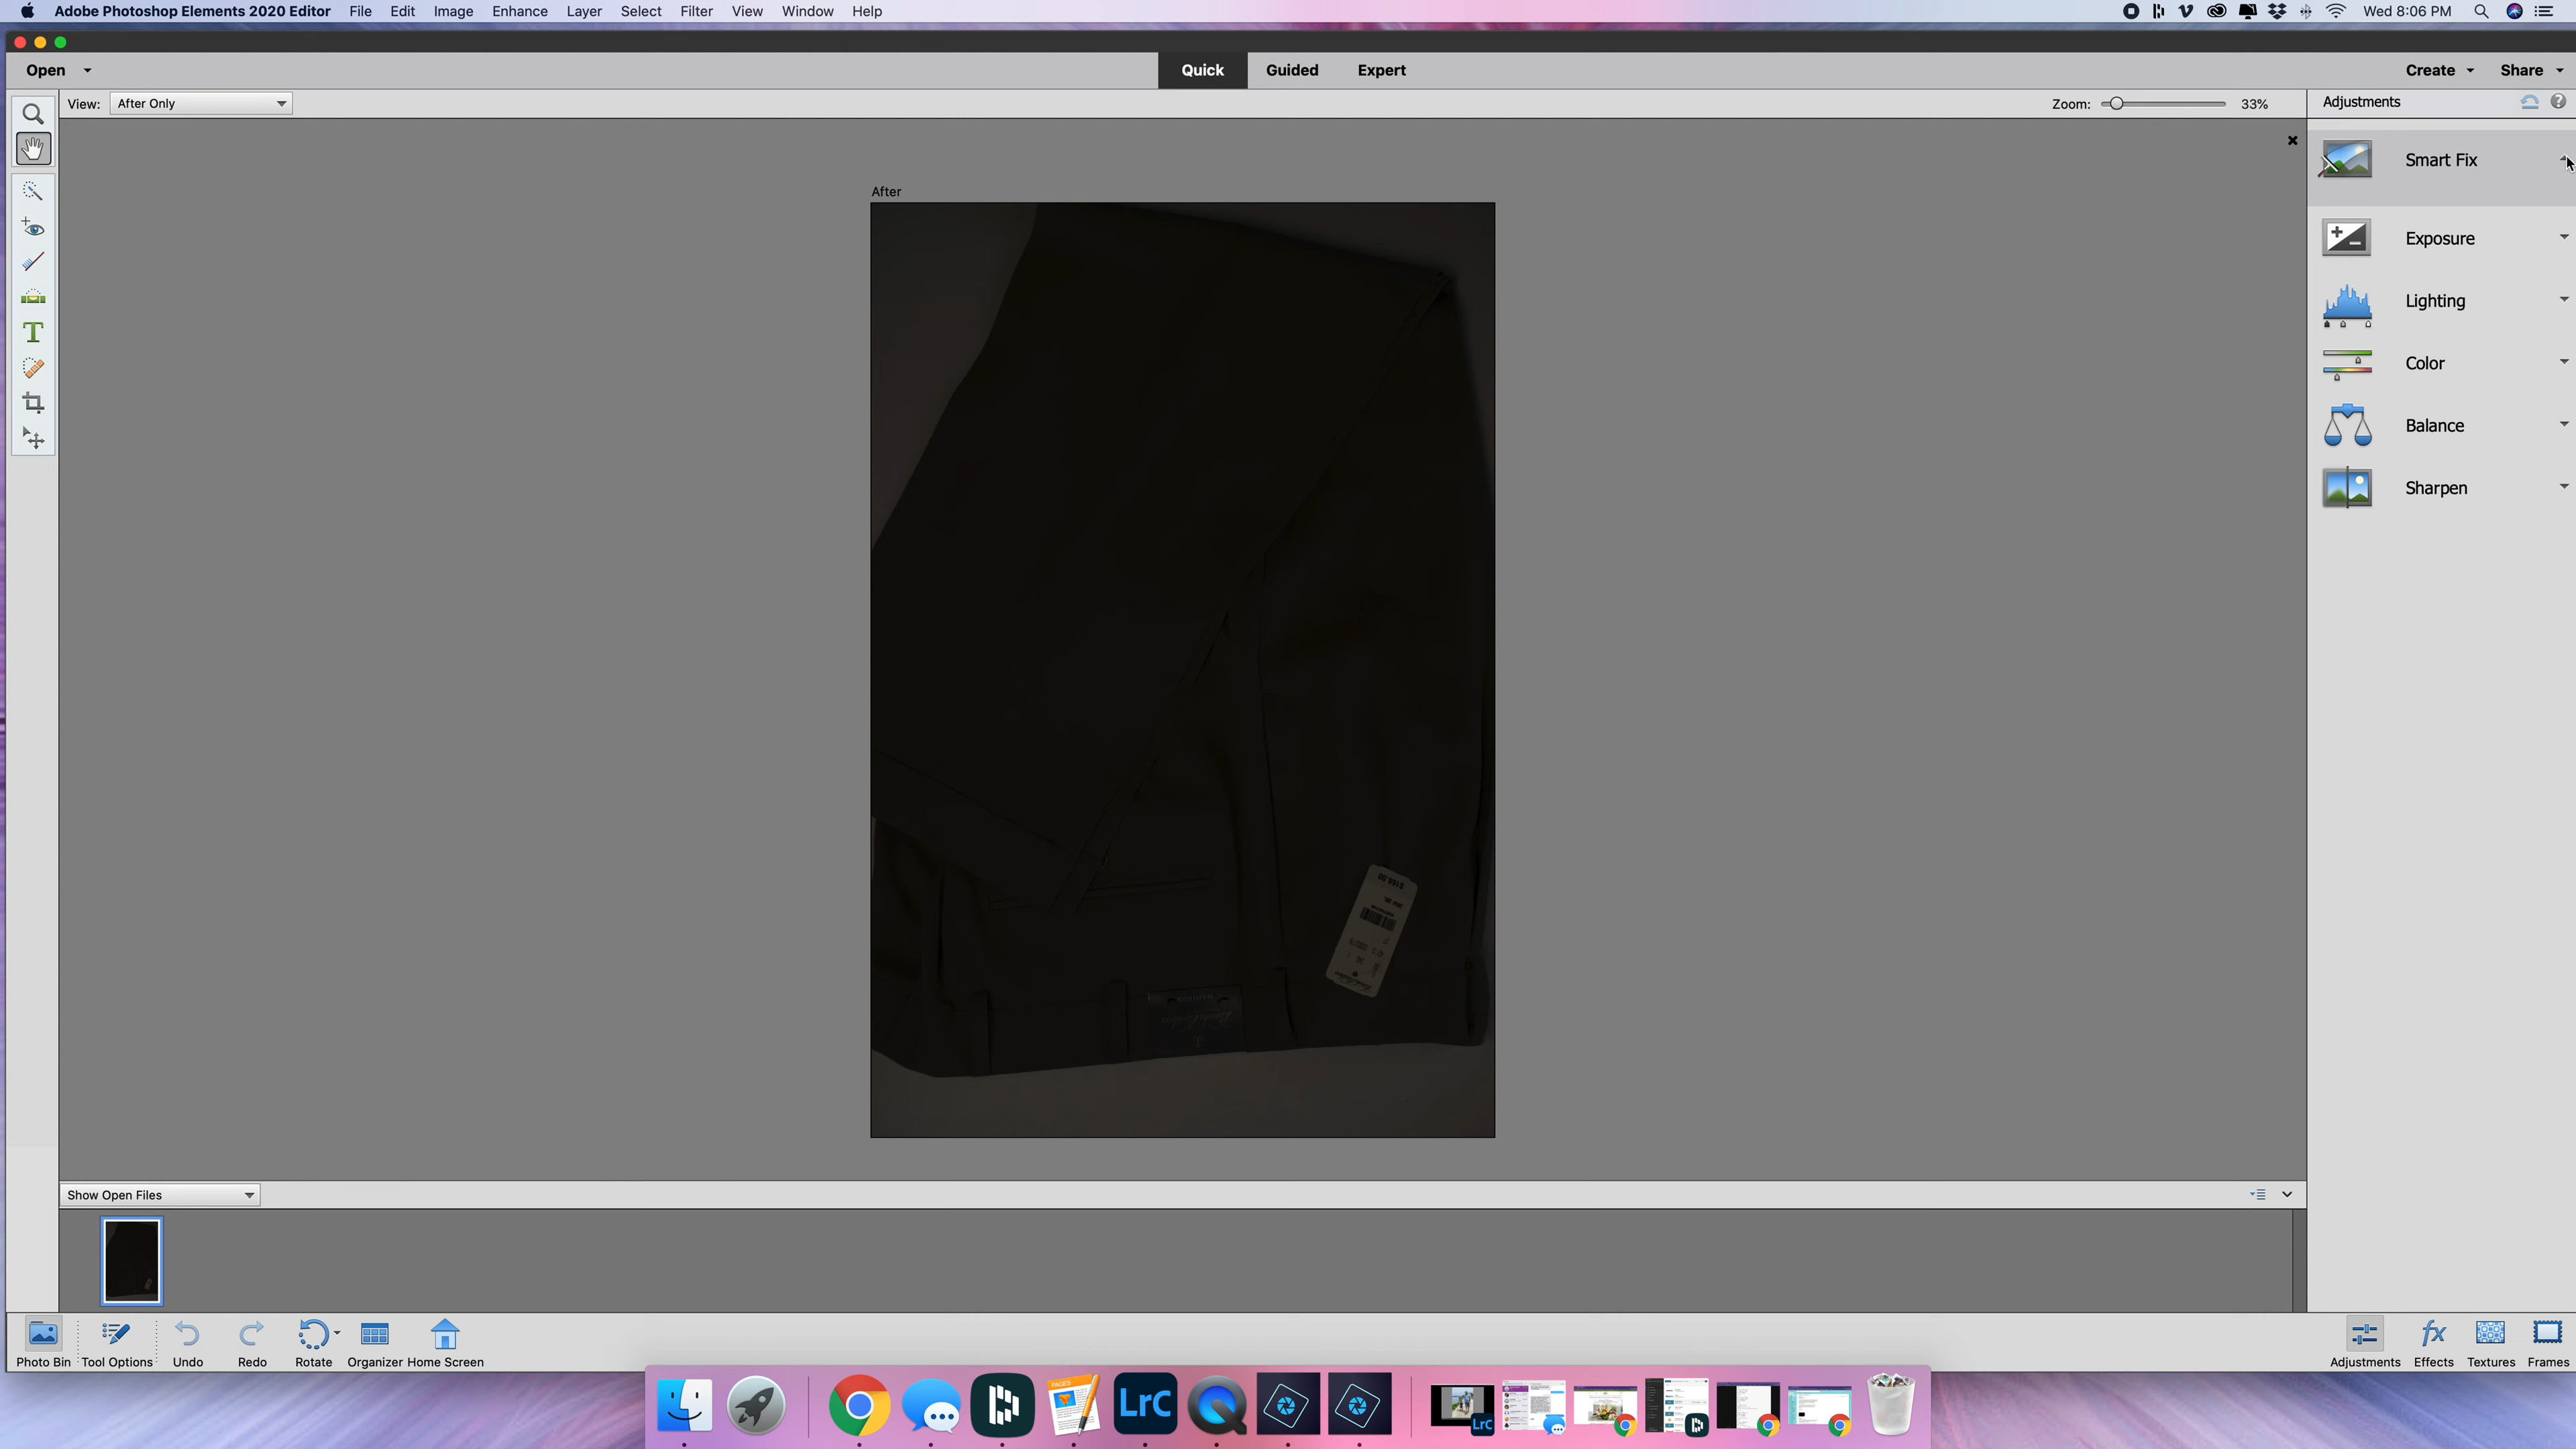 Adobe Photoshop Elements 2020 Editor File Edit Image Enhance Layer Select Filter View Window Help Wed 8:06 PM
Open Quick Guided Expert Create Share
View: After Only Zoom: 33% Adjustments
After
Smart Fix
Exposure
Lighting
Color
Balance
Sharpen
Show Open Files
Photo Bin Tool Options Undo Redo Rotate Organizer Home Screen Adjustments Effects Textures Frames
PAGES
LrC
LrC